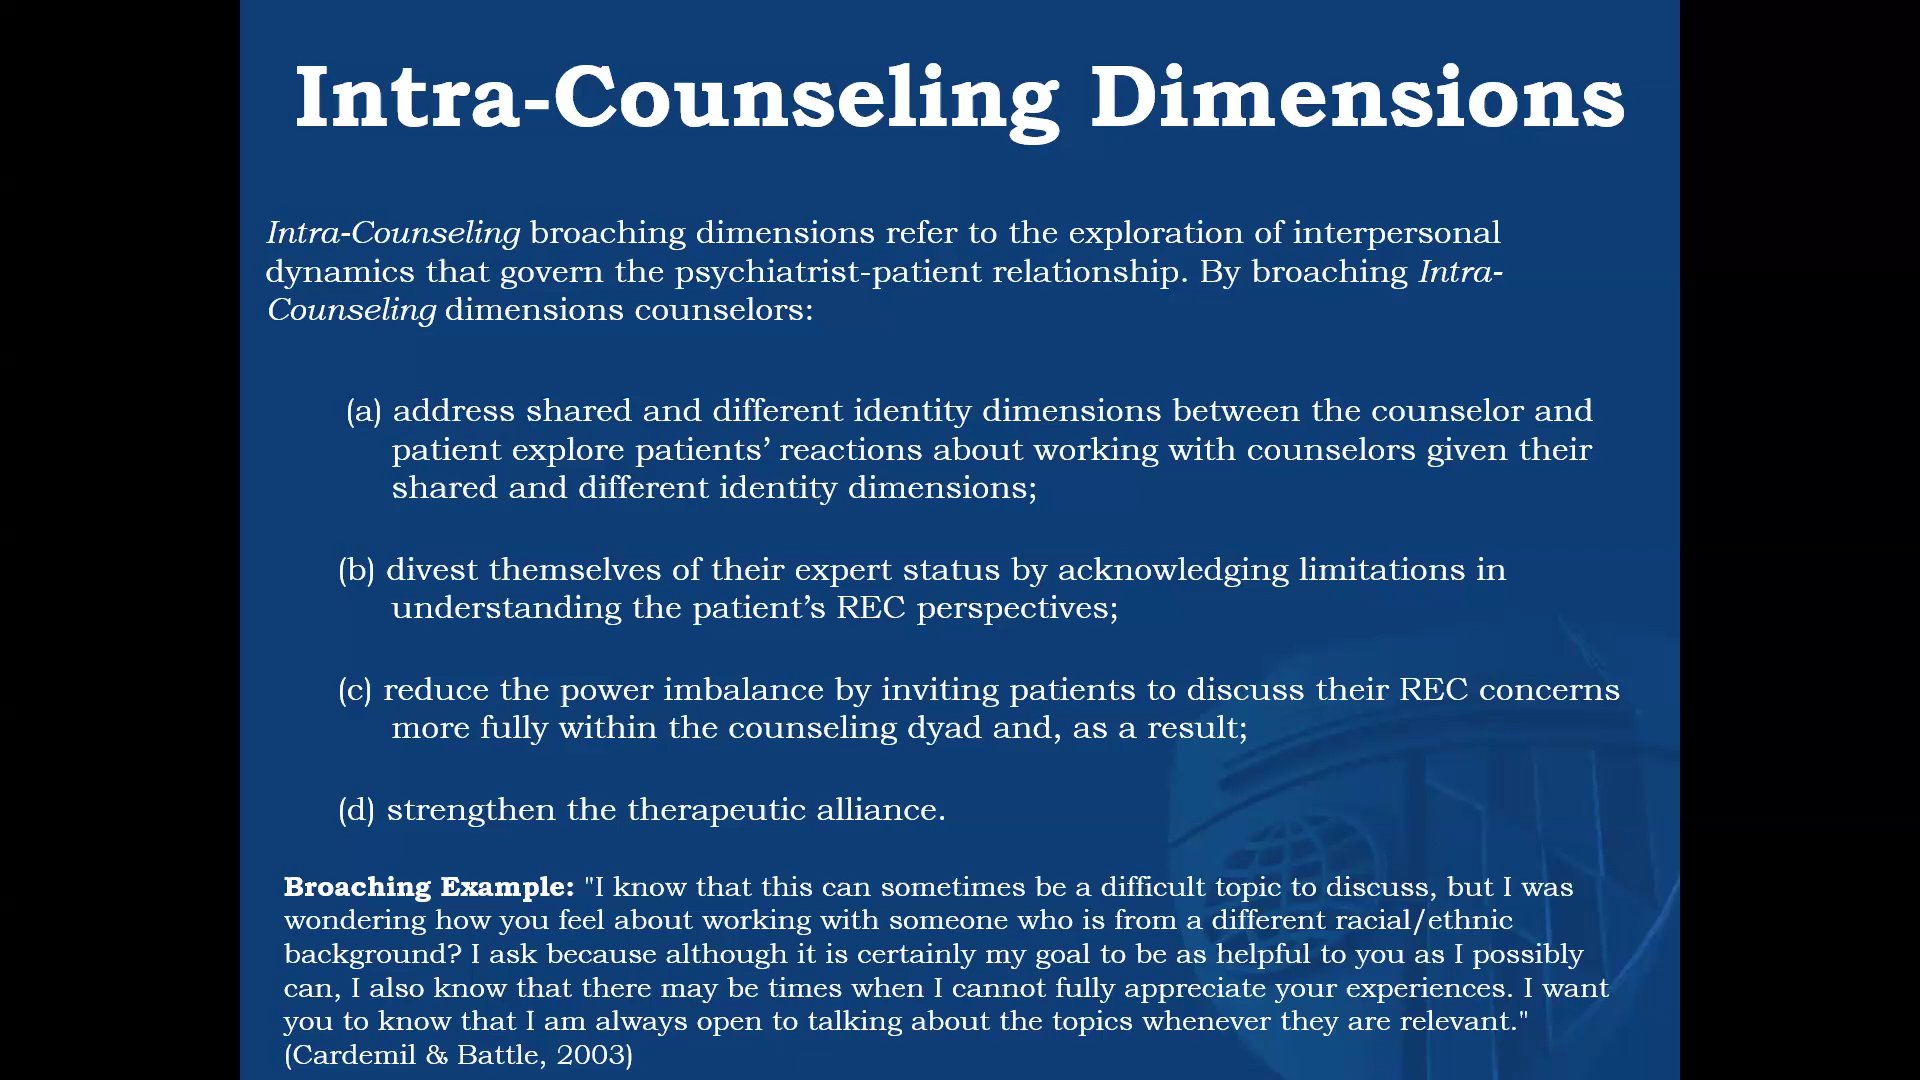 Intra-Counseling Dimensions
Intra-Counseling broaching dimensions refer to the exploration of interpersonal
dynamics that govern the psychiatrist-patient relationship. By broaching Intra-
Counseling dimensions counselors:
(a) address shared and different identity dimensions between the counselor and
patient explore patients’ reactions about working with counselors given their
shared and different identity dimensions;
(b) divest themselves of their expert status by acknowledging limitations in
understanding the patient’s REC perspectives;
(c) reduce the power imbalance by inviting patients to discuss their REC concerns
more fully within the counseling dyad and, as a result;
(d) strengthen the therapeutic alliance.
Broaching Example: "I know that this can sometimes be a difficult topic to discuss, but I was
wondering how you feel about working with someone who is from a different racial/ethnic
background? I ask because although it is certainly my goal to be as helpful to you as I possibly
can, I also know that there may be times when I cannot fully appreciate your experiences. I want
you to know that I am always open to talking about the topics whenever they are relevant."
(Cardemil & Battle, 2003)